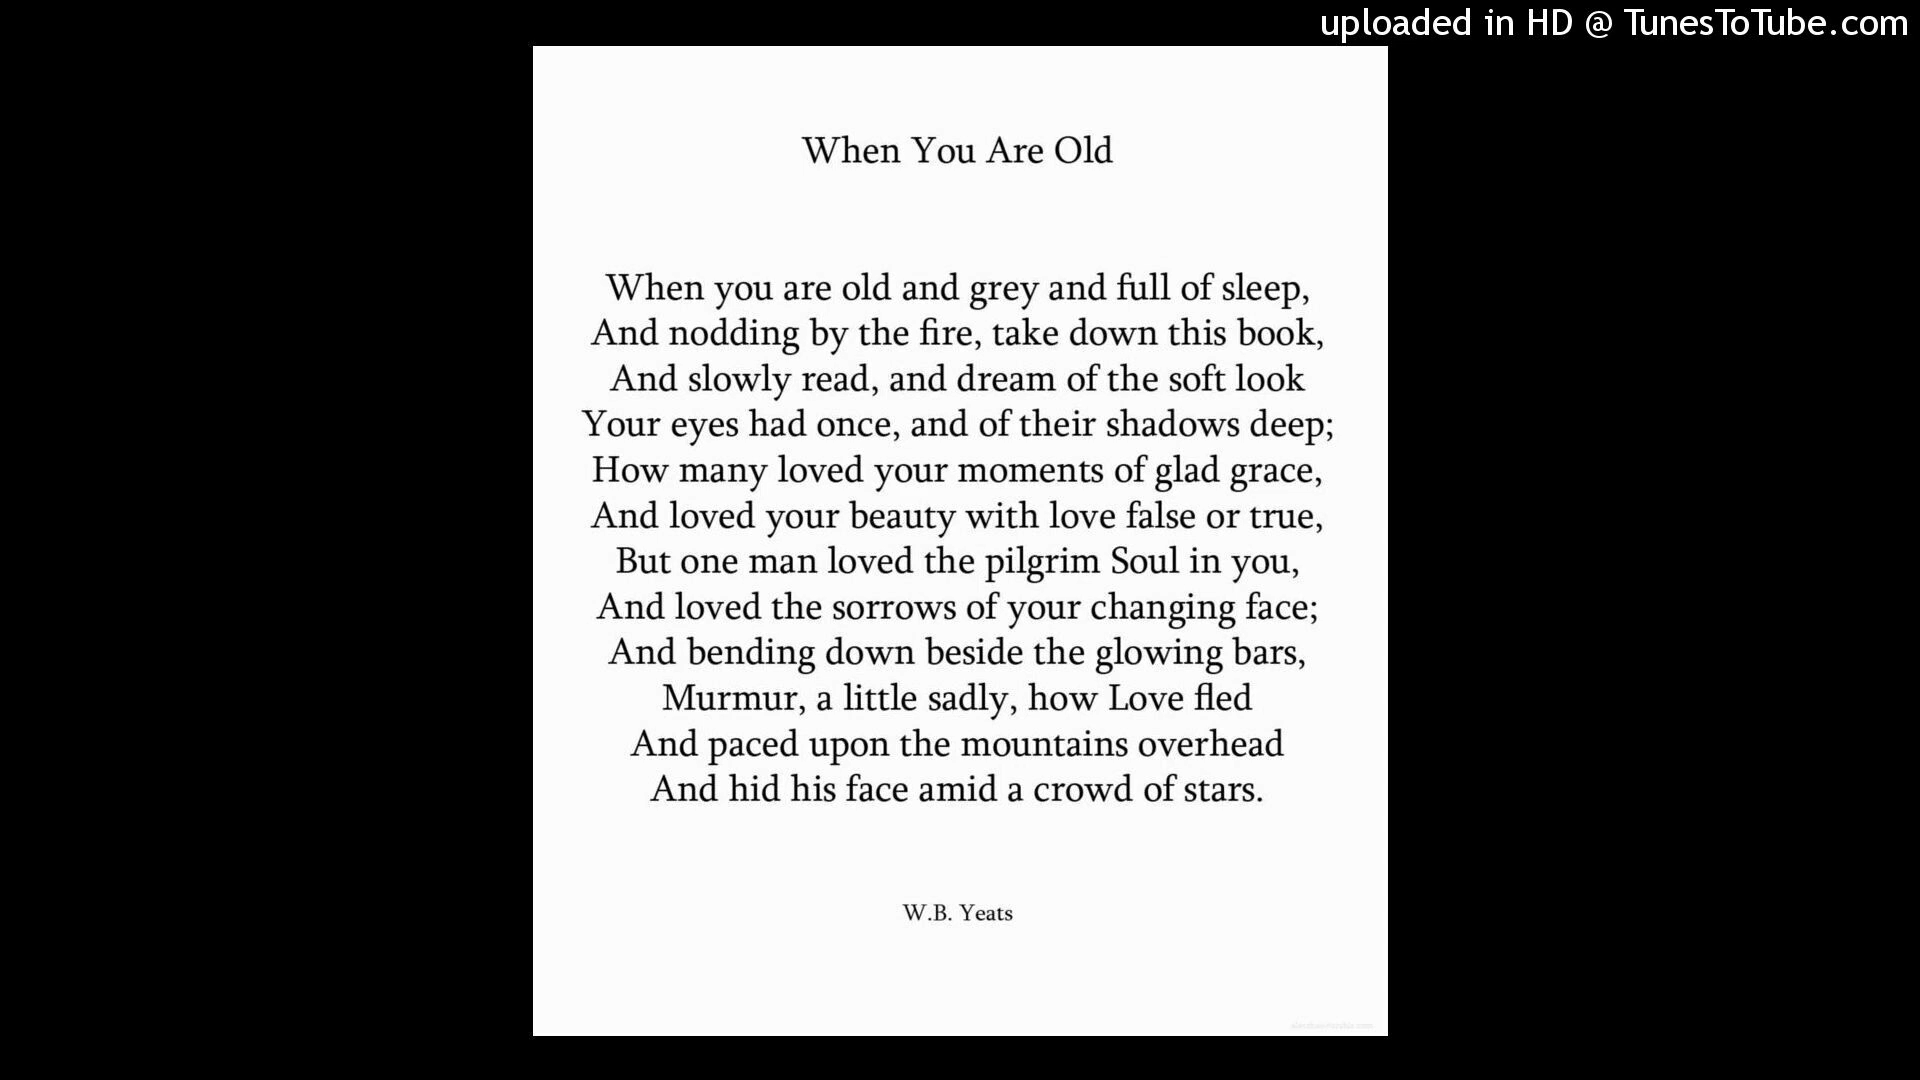 uploaded in HD @ TunesToTube.com
When You Are Old
When you are old and grey and full of sleep,
And nodding by the fire, take down this book,
And slowly read, and dream of the soft look
Your eyes had once, and of their shadows deep;
How many loved your moments of glad grace,
And loved your beauty with love false or true,
But one man loved the pilgrim Soul in you,
And loved the sorrows of your changing face;
And bending down beside the glowing bars,
Murmur, a little sadly, how Love fled
And paced upon the mountains overhead
And hid his face amid a crowd of stars.
W.B. Yeats